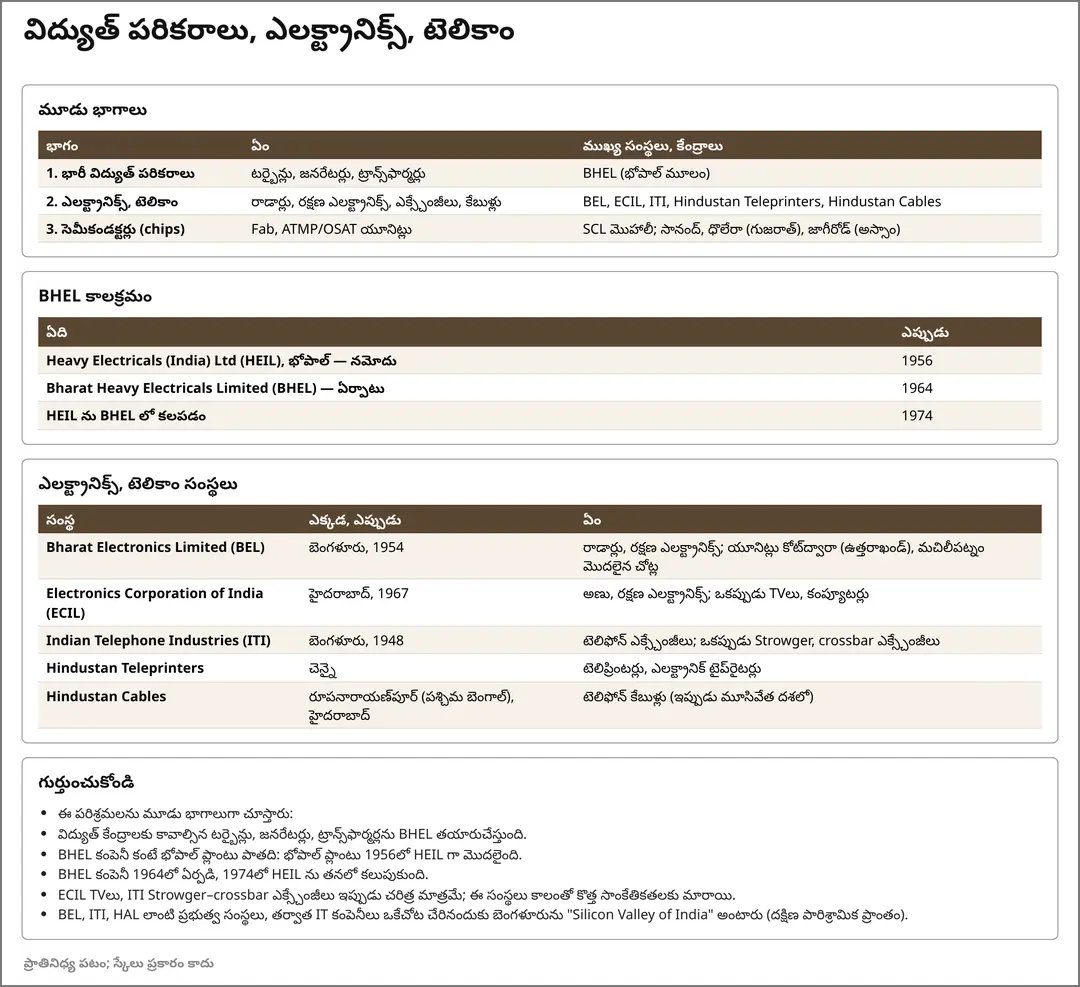 విద్యుత్ పరికరాలు, ఎలక్ట్రానిక్స్, టెలికాం
మూడు భాగాలు
భాగం ఏం ముఖ్య సంస్థలు, కేంద్రాలు
1. భారీ విద్యుత్ పరికరాలు టర్బైన్లు, జనరేటర్లు, ట్రాన్స్‌ఫార్మర్లు BHEL (భోపాల్ మూలం)
2. ఎలక్ట్రానిక్స్, టెలికాం రాడార్లు, రక్షణ ఎలక్ట్రానిక్స్, ఎక్స్ఛేంజీలు, కేబుళ్లు BEL, ECIL, ITI, Hindustan Teleprinters, Hindustan Cables
3. సెమీకండక్టర్లు (chips) Fab, ATMP/OSAT యూనిట్లు SCL మొహాలీ; సానంద్, ధొలేరా (గుజరాత్), జాగీరోడ్ (అస్సాం)
BHEL కాలక్రమం
ఏది ఎప్పుడు
Heavy Electricals (India) Ltd (HEIL), భోపాల్ — నమోదు 1956
Bharat Heavy Electricals Limited (BHEL) — ఏర్పాటు 1964
HEIL ను BHEL లో కలపడం 1974
ఎలక్ట్రానిక్స్, టెలికాం సంస్థలు
సంస్థ ఎక్కడ, ఎప్పుడు ఏం
Bharat Electronics Limited (BEL) బెంగళూరు, 1954 రాడార్లు, రక్షణ ఎలక్ట్రానిక్స్; యూనిట్లు కోట్‌ద్వారా (ఉత్తరాఖండ్), మచిలీపట్నం
మొదలైన చోట్ల
Electronics Corporation of India
(ECIL) హైదరాబాద్, 1967 అణు, రక్షణ ఎలక్ట్రానిక్స్; ఒకప్పుడు TVలు, కంప్యూటర్లు
Indian Telephone Industries (ITI) బెంగళూరు, 1948 టెలిఫోన్ ఎక్స్ఛేంజీలు; ఒకప్పుడు Strowger, crossbar ఎక్స్ఛేంజీలు
Hindustan Teleprinters చెన్నై టెలిప్రింటర్లు, ఎలక్ట్రానిక్ టైప్‌రైటర్లు
Hindustan Cables రూపనారాయణ్‌పూర్ (పశ్చిమ బెంగాల్),
హైదరాబాద్ టెలిఫోన్ కేబుళ్లు (ఇప్పుడు మూసివేత దశలో)
గుర్తుంచుకోండి
• ఈ పరిశ్రమలను మూడు భాగాలుగా చూస్తారు:
• విద్యుత్ కేంద్రాలకు కావాల్సిన టర్బైన్లు, జనరేటర్లు, ట్రాన్స్‌ఫార్మర్లను BHEL తయారుచేస్తుంది.
• BHEL కంపెనీ కంటే భోపాల్ ప్లాంటు పాతది: భోపాల్ ప్లాంటు 1956లో HEIL గా మొదలైంది.
• BHEL కంపెనీ 1964లో ఏర్పడి, 1974లో HEIL ను తనలో కలుపుకుంది.
• ECIL TVలు, ITI Strowger–crossbar ఎక్స్ఛేంజీలు ఇప్పుడు చరిత్ర మాత్రమే; ఈ సంస్థలు కాలంతో కొత్త సాంకేతికతలకు మారాయి.
• BEL, ITI, HAL లాంటి ప్రభుత్వ సంస్థలు, తర్వాత IT కంపెనీలు ఒకేచోట చేరినందుకు బెంగళూరును "Silicon Valley of India" అంటారు (దక్షిణ పారిశ్రామిక ప్రాంతం).
ప్రాతినిధ్య పటం; స్కేలు ప్రకారం కాదు